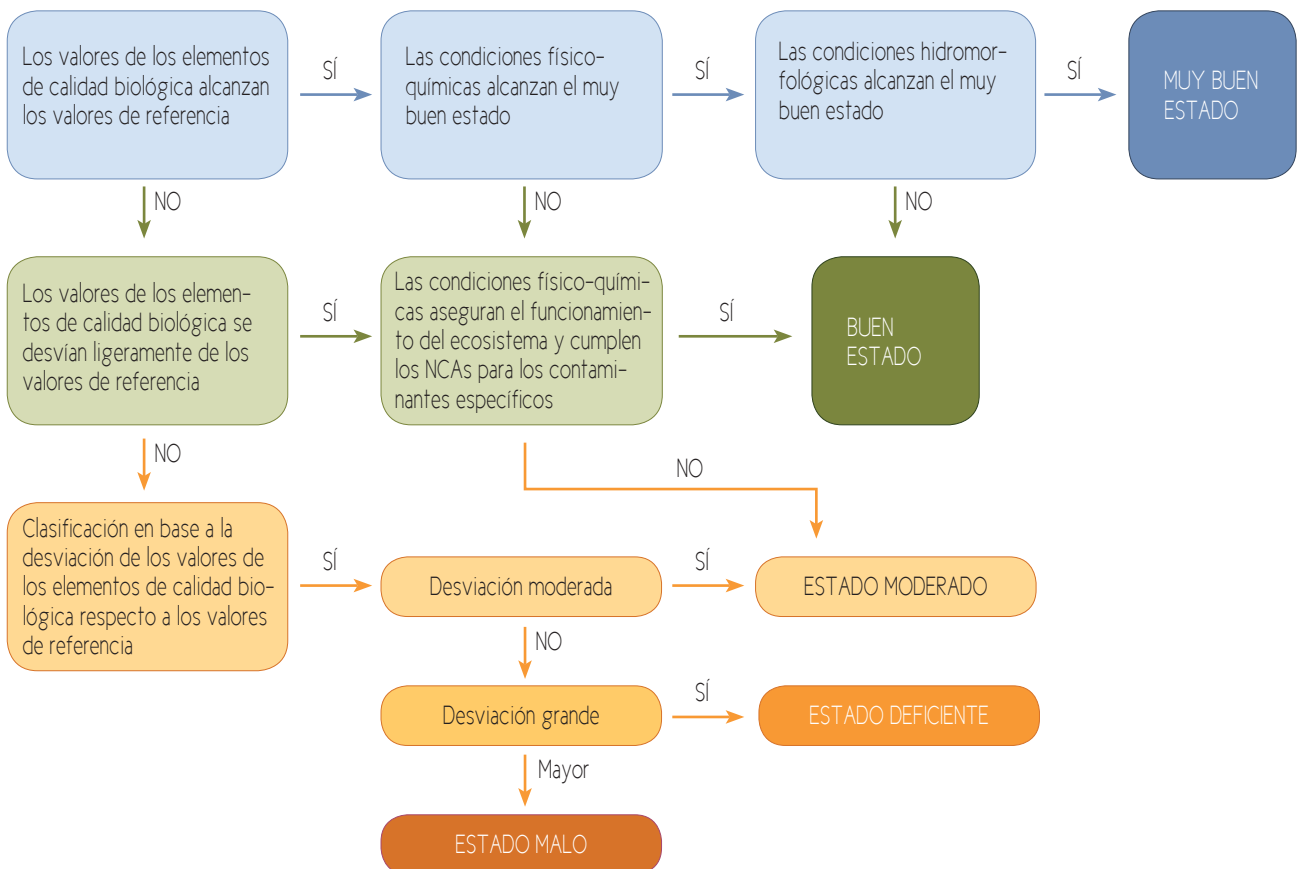 Los valores de los elementos
de calidad biológica alcanzan
los valores de referencia
SÍ
Las condiciones físico-
químicas alcanzan el muy
buen estado
SÍ
Las condiciones hidromor-
fológicas alcanzan el muy
buen estado
SÍ
MUY BUEN
ESTADO
NO
NO
NO
Los valores de los elemen-
tos de calidad biológica se
desvían ligeramente de los
valores de referencia
SÍ
Las condiciones físico-quími-
cas aseguran el funcionamien-
to del ecosistema y cumplen
los NCAs para los contami-
nantes específicos
SÍ
BUEN
ESTADO
NO
NO
Clasificación en base a la
desviación de los valores de
los elementos de calidad bio-
lógica respecto a los valores
de referencia
SÍ
Desviación moderada
SÍ
ESTADO MODERADO
NO
Desviación grande
SÍ
ESTADO DEFICIENTE
Mayor
ESTADO MALO